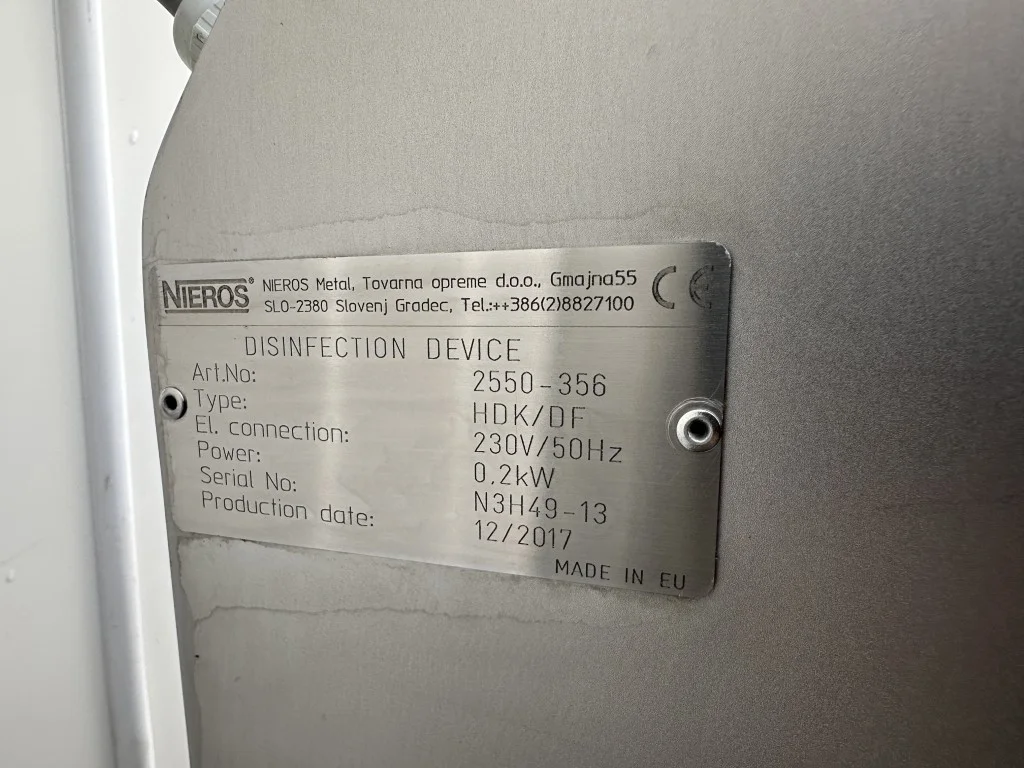 NIEROS® NIEROS Metal, Tovarna opreme d.o.o., Gmajna55
SLO-2380 Slovenj Gradec, Tel.:++386(2)8827100 CE
DISINFECTION DEVICE
Art.No: 2550-356
Type: HDK/DF
El. connection: 230V/50Hz
Power: 0.2kW
Serial No: N3H49-13
Production date: 12/2017
MADE IN EU